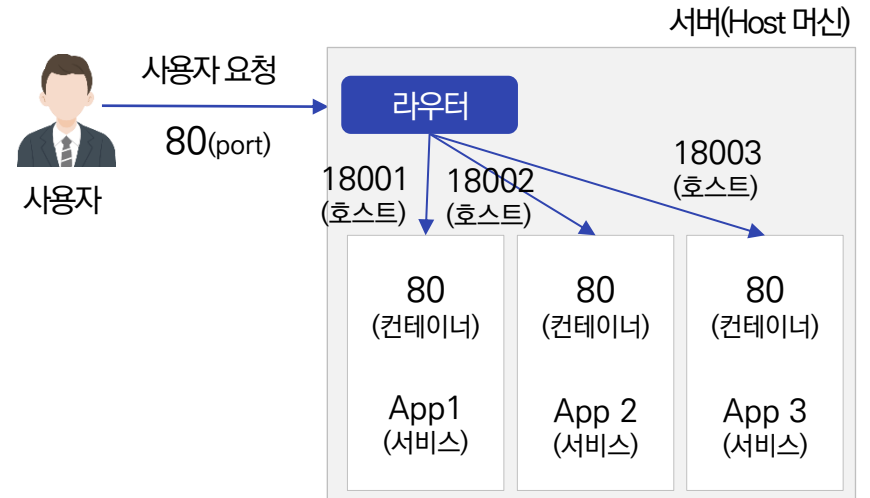 서버(Host 머신)
사용자 요청
80(port)
사용자
라우터
18001
(호스트)
18002
(호스트)
18003
(호스트)
80
(컨테이너)
App1
(서비스)
80
(컨테이너)
App 2
(서비스)
80
(컨테이너)
App 3
(서비스)